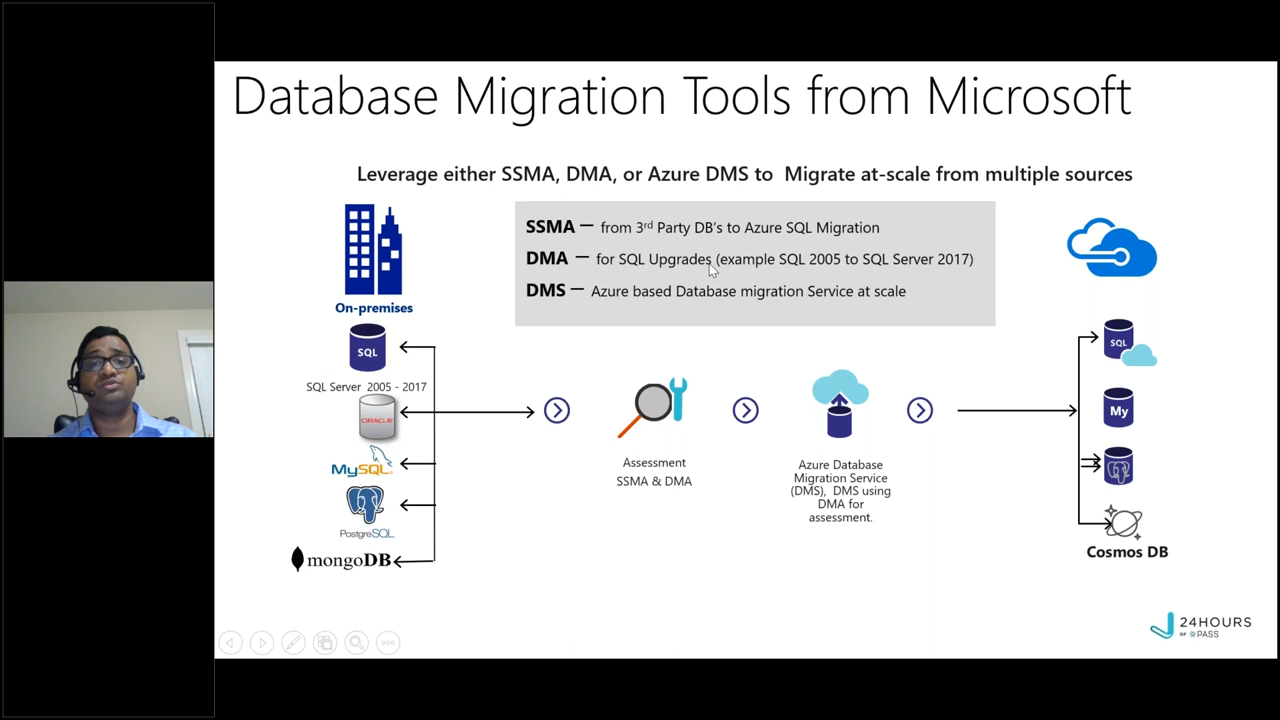 Database Migration Tools from Microsoft
Leverage either SSMA, DMA, or Azure DMS to Migrate at-scale from multiple sources
SSMA – from 3rd Party DB's to Azure SQL Migration
DMA – for SQL Upgrades (example SQL 2005 to SQL Server 2017)
DMS – Azure based Database migration Service at scale
On-premises
SQL
SQL Server 2005 - 2017
ORACLE
MySQL
PostgreSQL
mongoDB
Assessment
SSMA & DMA
Azure Database
Migration Service
(DMS), DMS using
DMA for
assessment.
SQL
My
Cosmos DB
24HOURS
OF @PASS